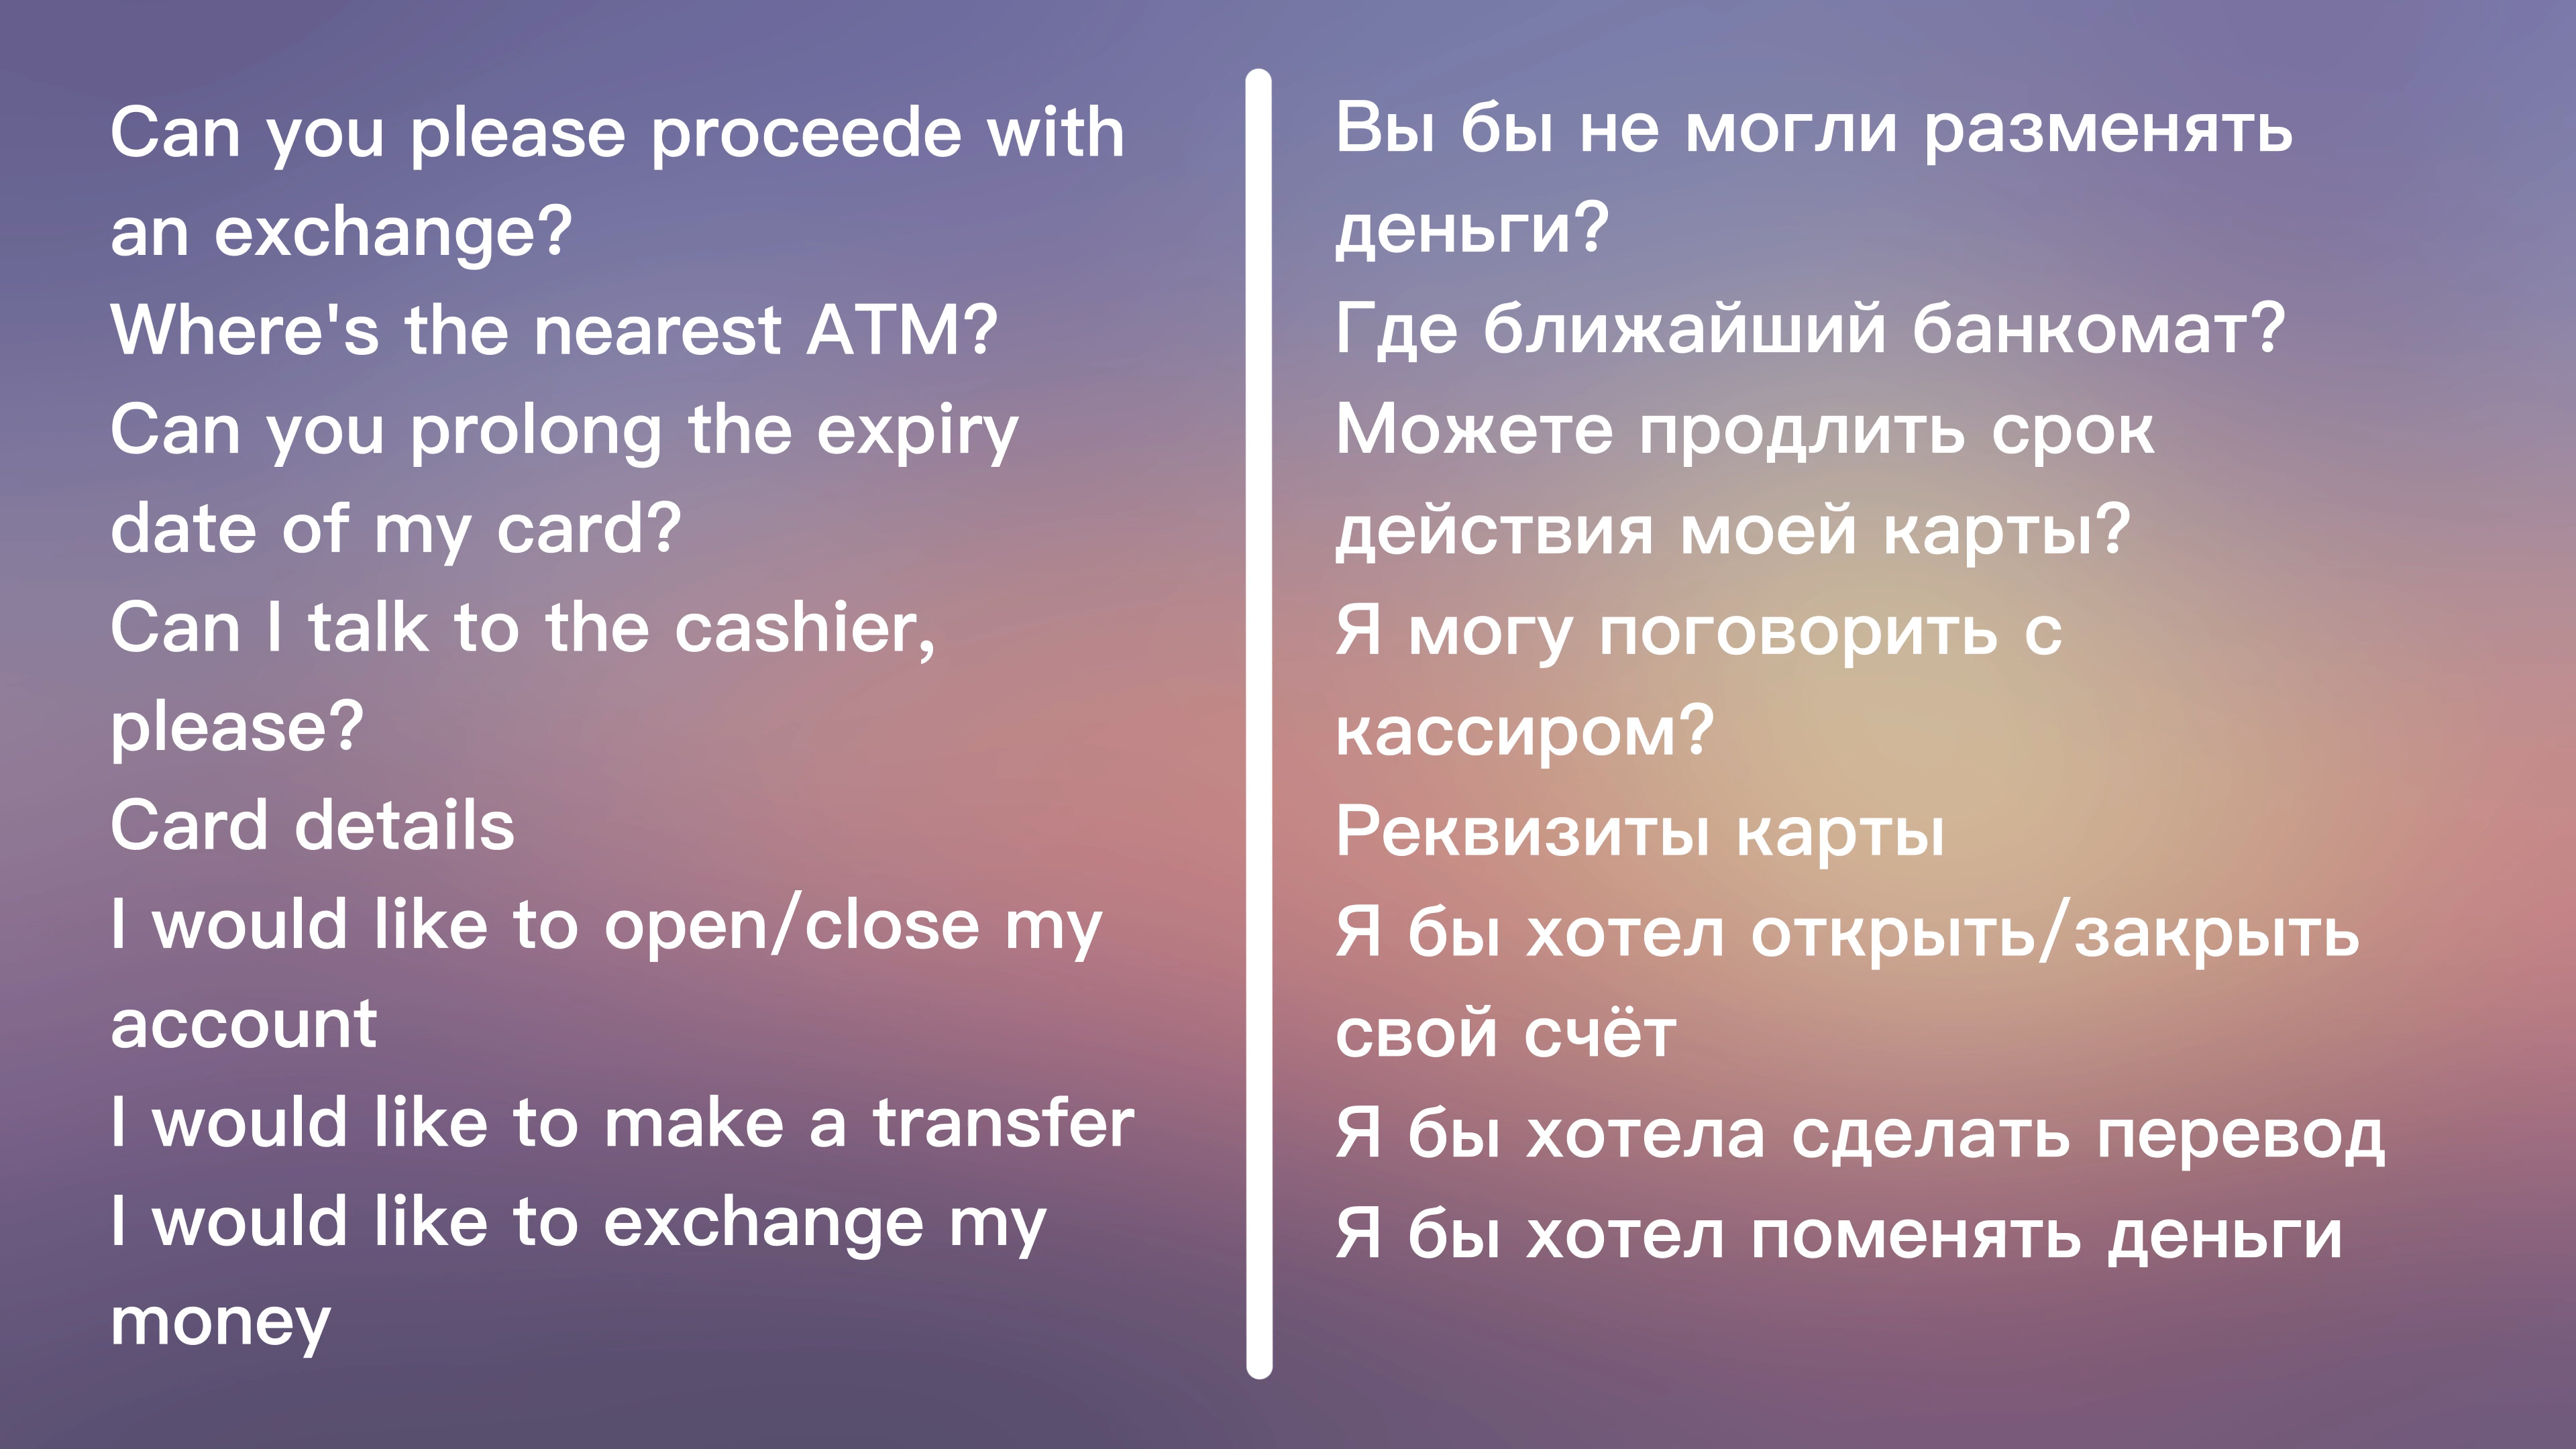 Can you please proceede with
an exchange?
Where's the nearest ATM?
Can you prolong the expiry
date of my card?
Can I talk to the cashier,
please?
Card details
I would like to open/close my
account
I would like to make a transfer
I would like to exchange my
money
Вы бы не могли разменять
деньги?
Где ближайший банкомат?
Можете продлить срок
действия моей карты?
Я могу поговорить с
кассиром?
Реквизиты карты
Я бы хотел открыть/закрыть
свой счёт
Я бы хотела сделать перевод
Я бы хотел поменять деньги